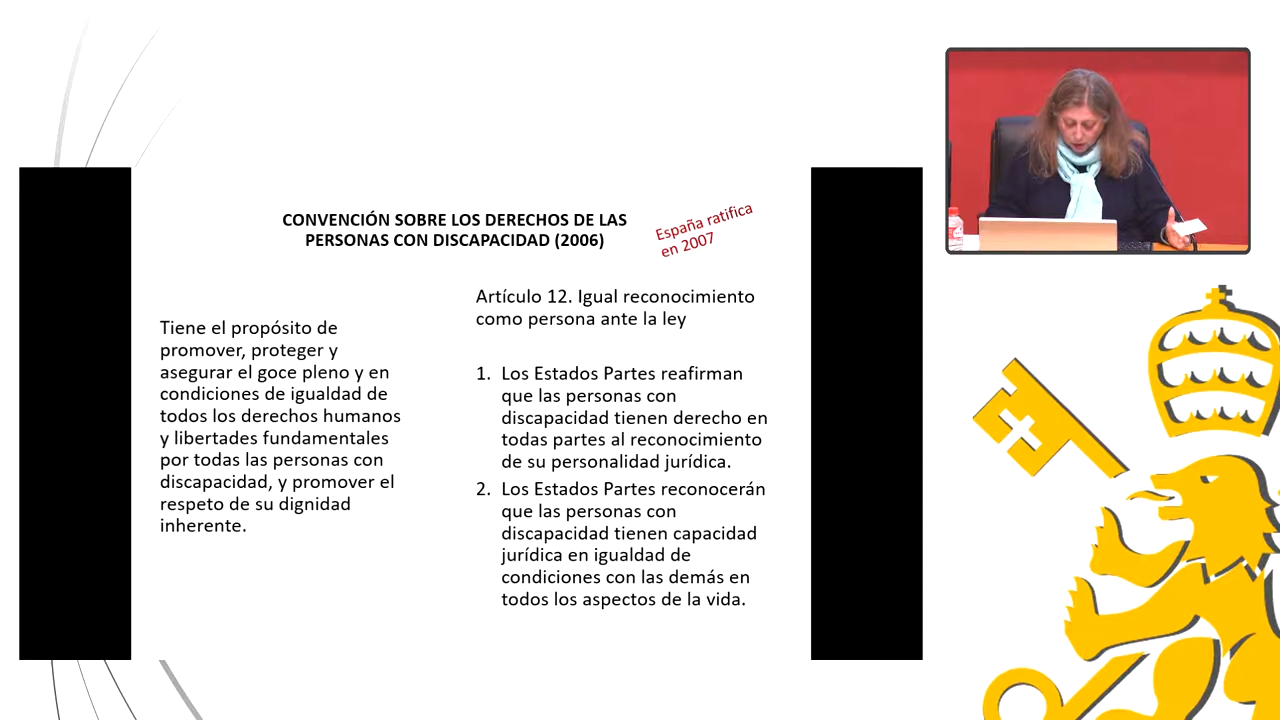 CONVENCIÓN SOBRE LOS DERECHOS DE LAS
PERSONAS CON DISCAPACIDAD (2006)
España ratifica
en 2007
Tiene el propósito de
promover, proteger y
asegurar el goce pleno y en
condiciones de igualdad de
todos los derechos humanos
y libertades fundamentales
por todas las personas con
discapacidad, y promover el
respeto de su dignidad
inherente.
Artículo 12. Igual reconocimiento
como persona ante la ley
1. Los Estados Partes reafirman
que las personas con
discapacidad tienen derecho en
todas partes al reconocimiento
de su personalidad jurídica.
2. Los Estados Partes reconocerán
que las personas con
discapacidad tienen capacidad
jurídica en igualdad de
condiciones con las demás en
todos los aspectos de la vida.